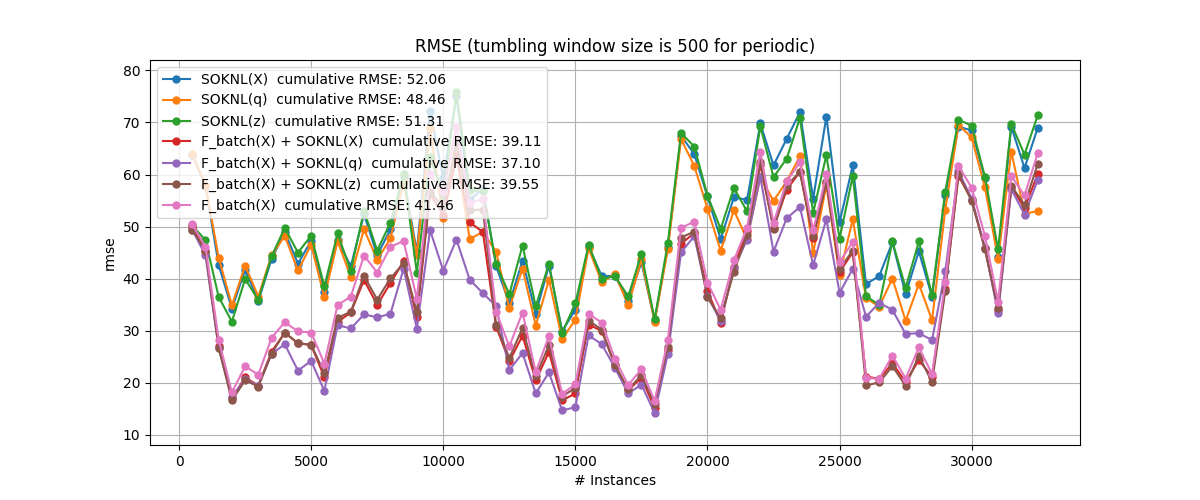 RMSE (tumbling window size is 500 for periodic)
80
70
60
50
40
30
20
10
rmse
SOKNL(X) cumulative RMSE: 52.06
SOKNL(q) cumulative RMSE: 48.46
SOKNL(z) cumulative RMSE: 51.31
F_batch(X) + SOKNL(X) cumulative RMSE: 39.11
F_batch(X) + SOKNL(q) cumulative RMSE: 37.10
F_batch(X) + SOKNL(z) cumulative RMSE: 39.55
F_batch(X) cumulative RMSE: 41.46
0 5000 10000 15000 20000 25000 30000
# Instances